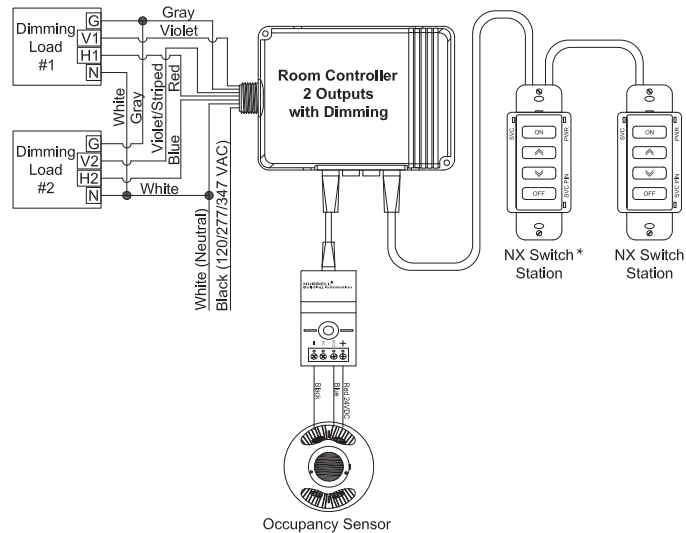 Dimming
Load
#1
G
V1
H1
N
Gray
Violet
Red
White
Gray
Violet/Striped
Blue
Dimming
Load
#2
G
V2
H2
N
White
White (Neutral)
Black (120/277/347 VAC)
Room Controller
2 Outputs
with Dimming
SVC
PWR
ON
OFF
SVC PIN
NX Switch*
Station
SVC
PWR
ON
OFF
SVC PIN
NX Switch
Station
HUBBELL®
Building Automation
-
+
Black
Blue
Red 24VDC
Occupancy Sensor